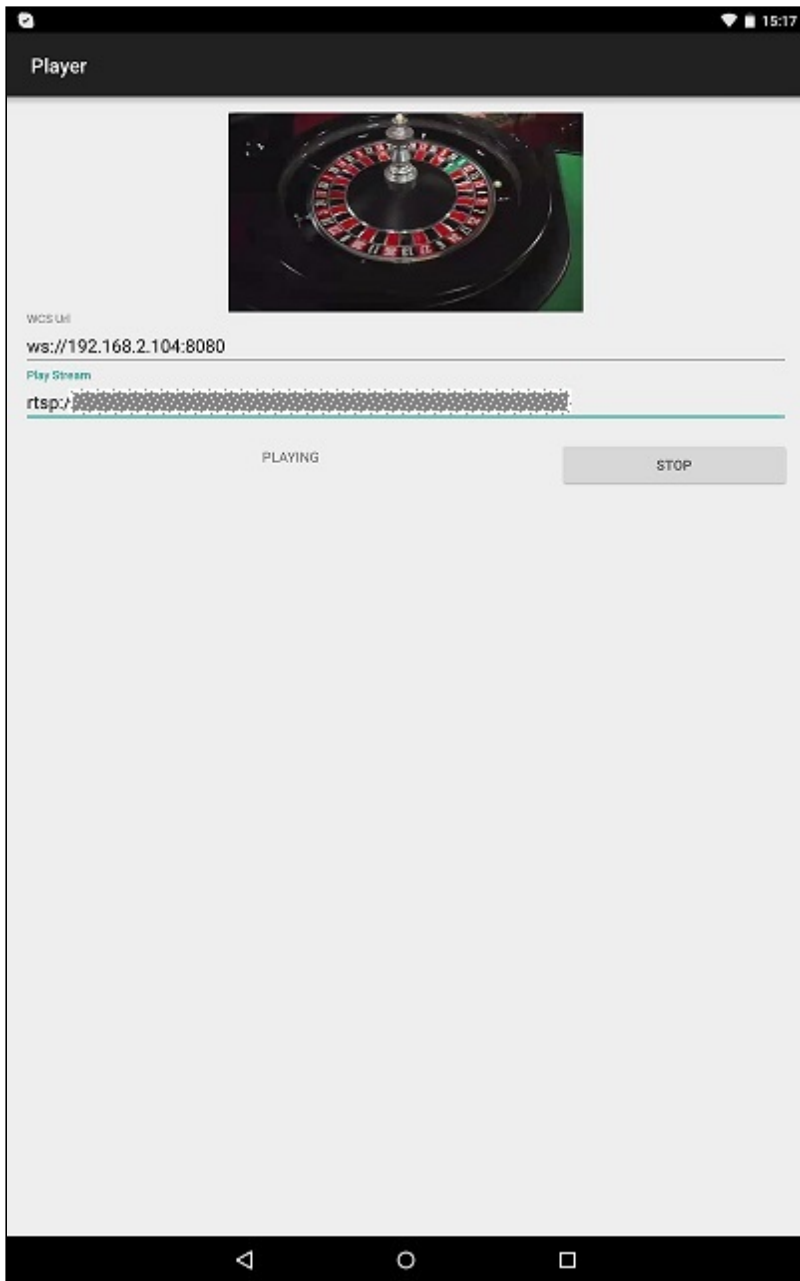 15:17
Player
WCS Url
ws://192.168.2.104:8080
Play Stream
rtsp:/
PLAYING
STOP